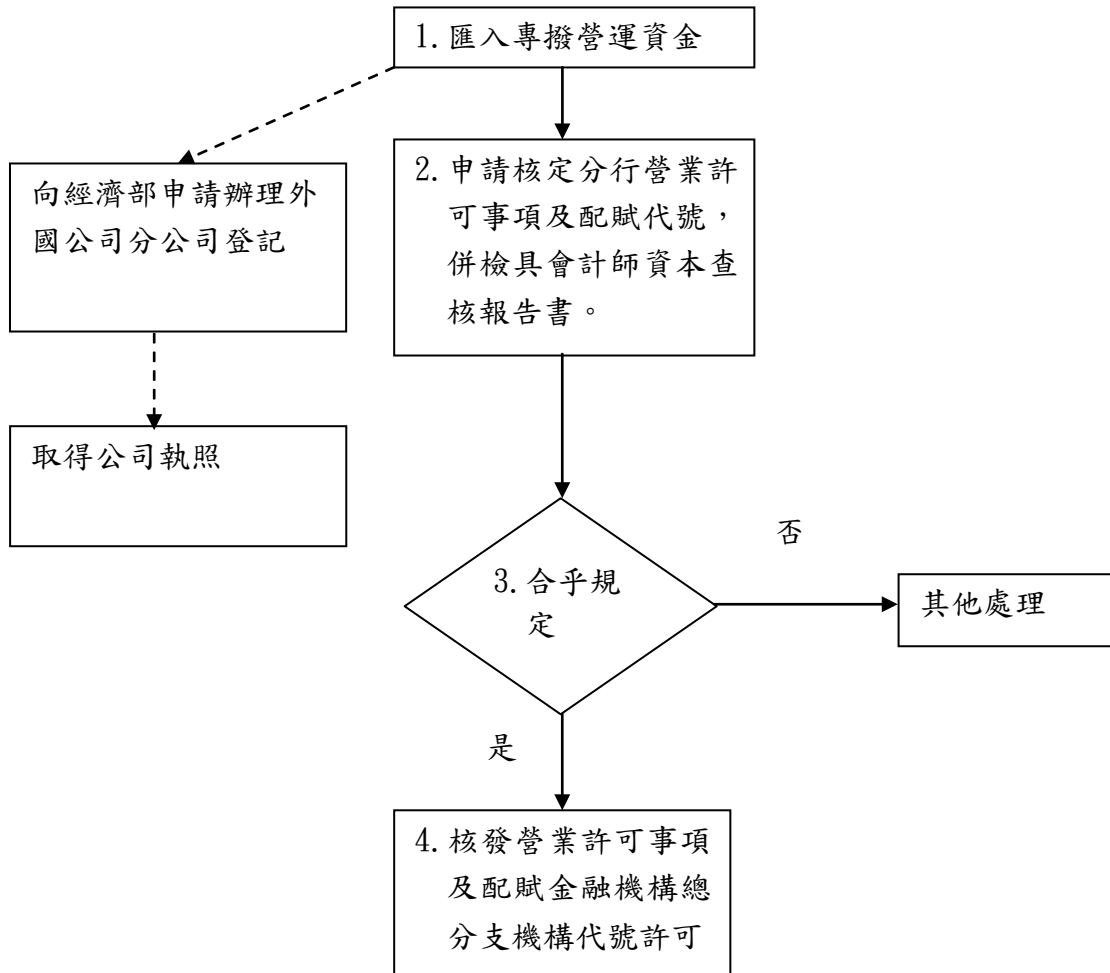 1.匯入專撥營運資金
向經濟部申請辦理外
國公司分公司登記
2.申請核定分行營業許
可事項及配賦代號，
併檢具會計師資本查
核報告書。
取得公司執照
否
3.合乎規
定
其他處理
是
4.核發營業許可事項
及配賦金融機構總
分支機構代號許可